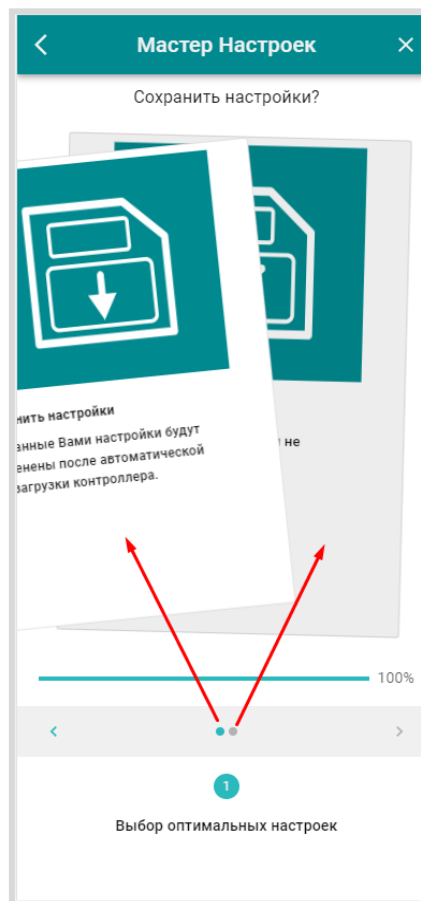 Мастер Настроек
Сохранить настройки?
нить настройки
анные Вами настройки будут
енены после автоматической
загрузки контроллера.
не
100%
1
Выбор оптимальных настроек